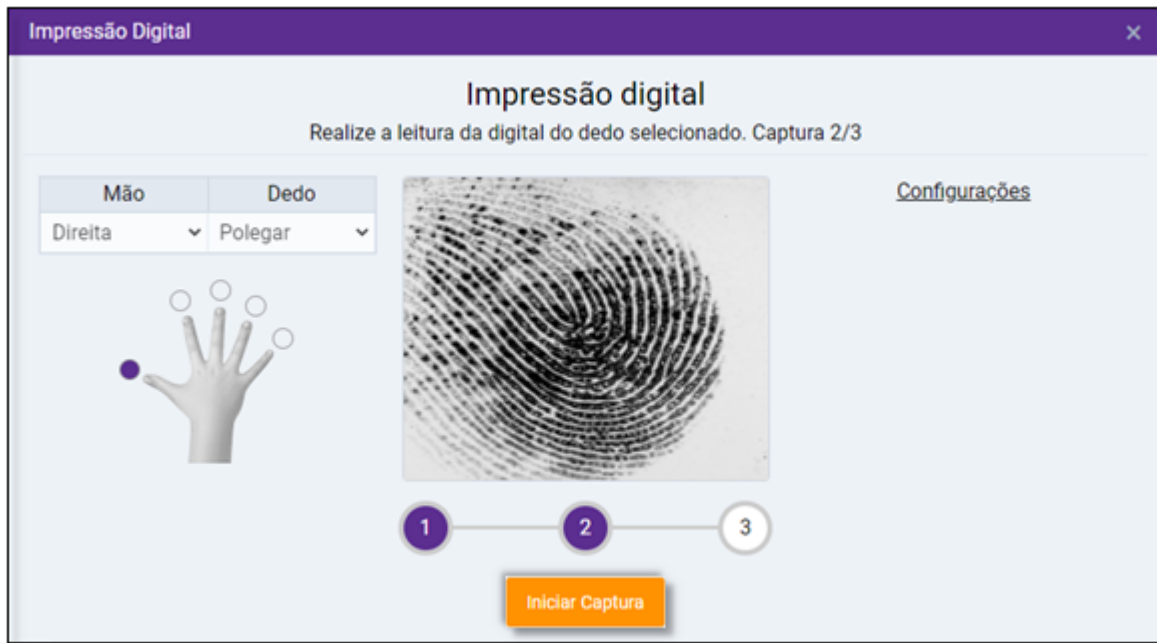 Impressão Digital
Impressão digital
Realize a leitura da digital do dedo selecionado. Captura 2/3
Mão Dedo
Direita Polegar
Configurações
1 2 3
Iniciar Captura